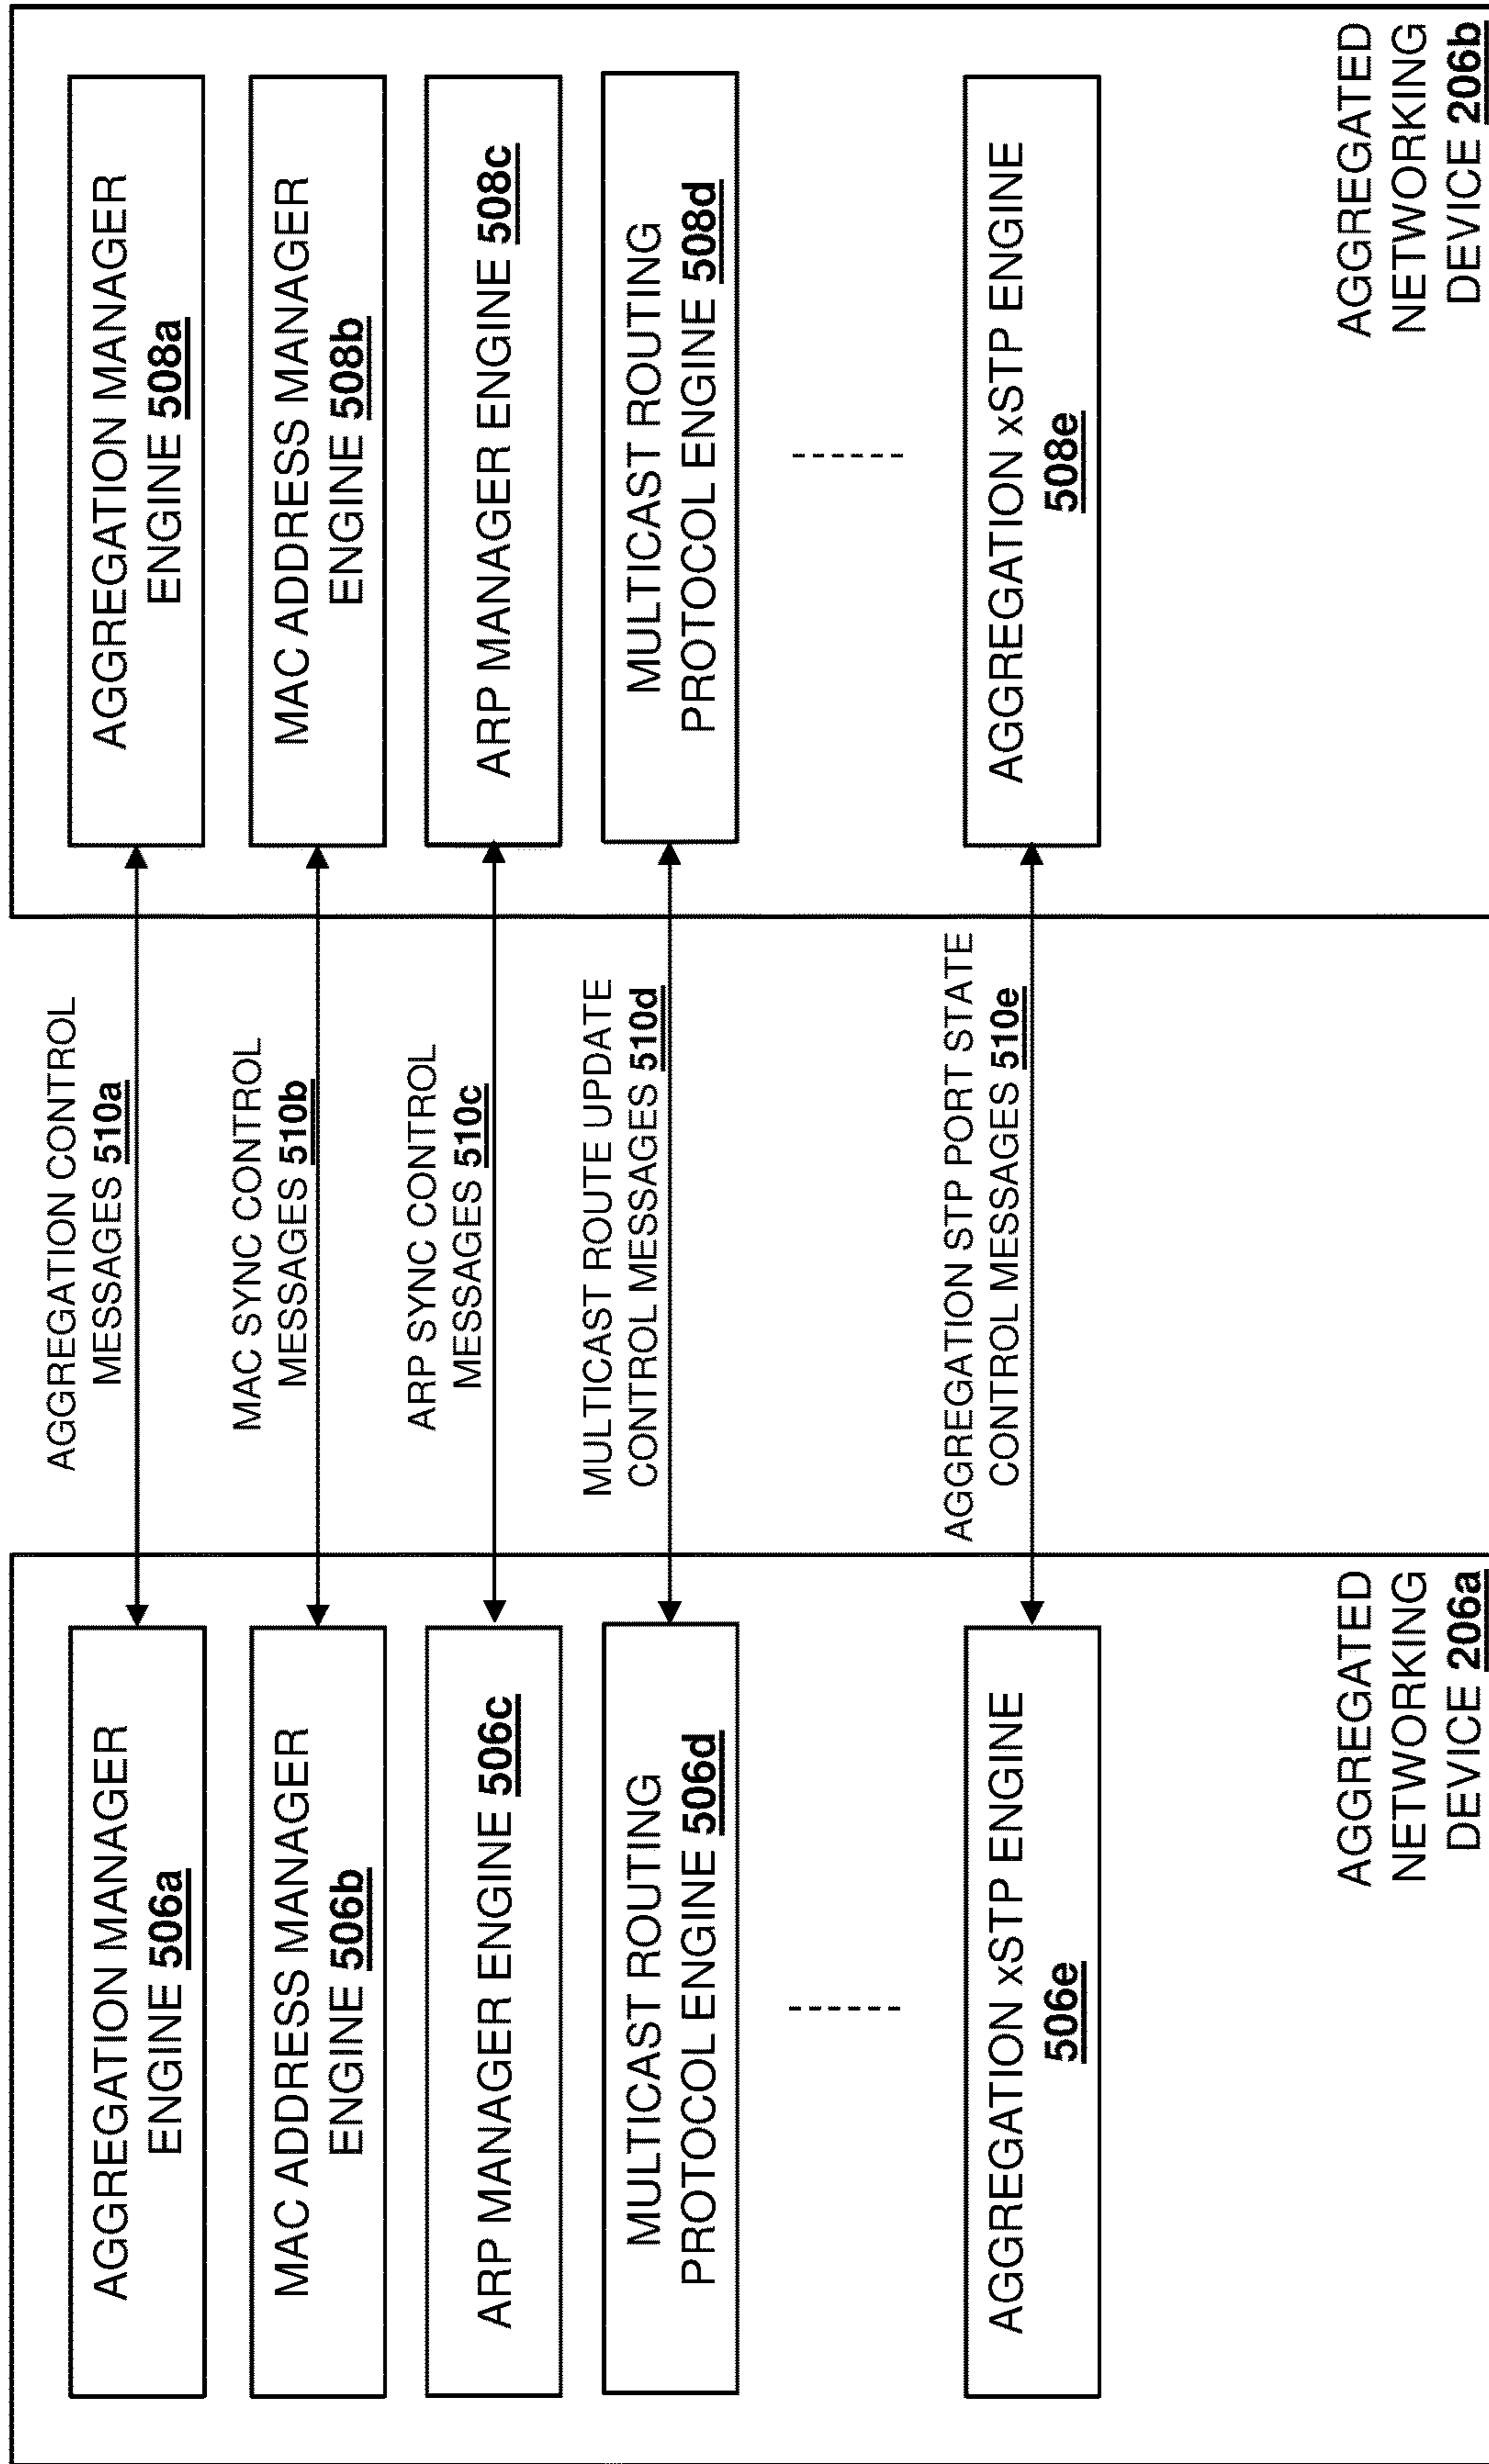 AGGREGATION MANAGER
ENGINE 506a
MAC ADDRESS MANAGER
ENGINE 506b
ARP MANAGER ENGINE 506c
MULTICAST ROUTING
PROTOCOL ENGINE 506d
AGGREGATION xSTP ENGINE
506e
AGGREGATED
NETWORKING
DEVICE 206a
AGGREGATION CONTROL
MESSAGES 510a
MAC SYNC CONTROL
MESSAGES 510b
ARP SYNC CONTROL
MESSAGES 510c
MULTICAST ROUTE UPDATE
CONTROL MESSAGES 510d
AGGREGATION STP PORT STATE
CONTROL MESSAGES 510e
AGGREGATION MANAGER
ENGINE 508a
MAC ADDRESS MANAGER
ENGINE 508b
ARP MANAGER ENGINE 508c
MULTICAST ROUTING
PROTOCOL ENGINE 508d
AGGREGATION xSTP ENGINE
508e
AGGREGATED
NETWORKING
DEVICE 206b